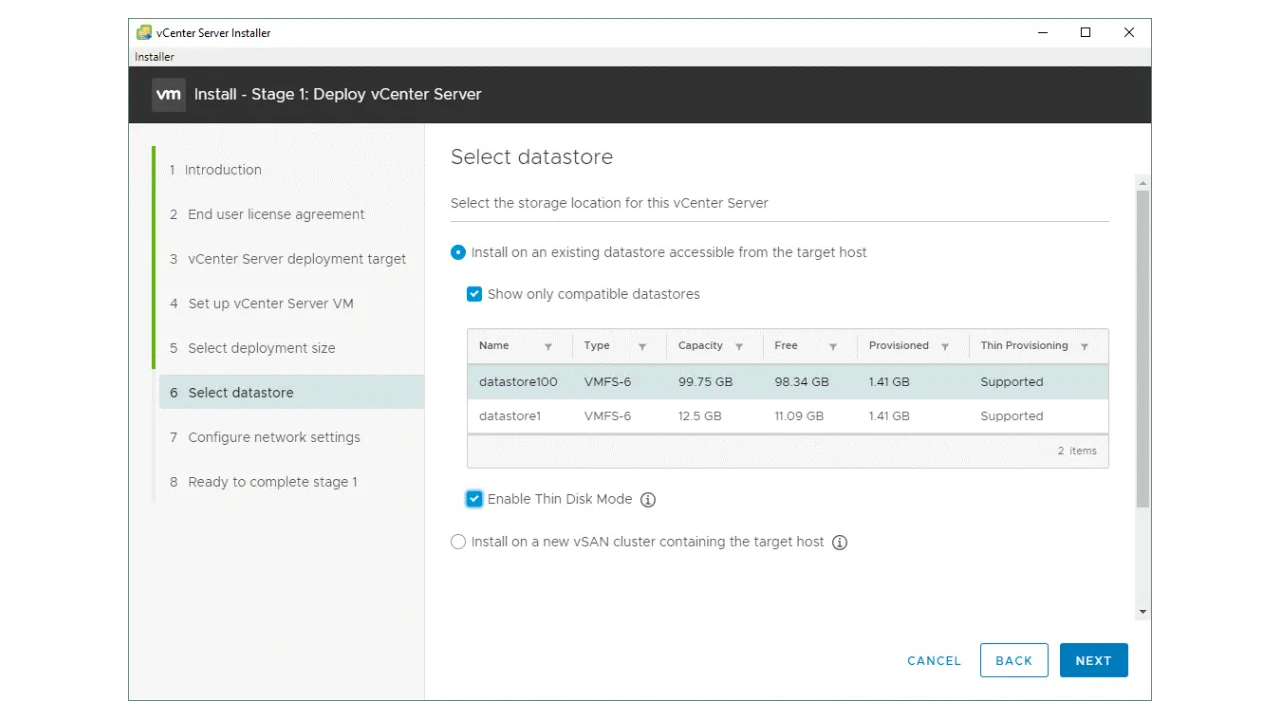 vCenter Server Installer
Installer
vm Install - Stage 1: Deploy vCenter Server
1 Introduction
2 End user license agreement
3 vCenter Server deployment target
4 Set up vCenter Server VM
5 Select deployment size
6 Select datastore
7 Configure network settings
8 Ready to complete stage 1
Select datastore
Select the storage location for this vCenter Server
Install on an existing datastore accessible from the target host
Show only compatible datastores
Name Type Capacity Free Provisioned Thin Provisioning
datastore100 VMFS-6 99.75 GB 98.34 GB 1.41 GB Supported
datastore1 VMFS-6 12.5 GB 11.09 GB 1.41 GB Supported
2 items
Enable Thin Disk Mode
Install on a new vSAN cluster containing the target host
CANCEL BACK NEXT